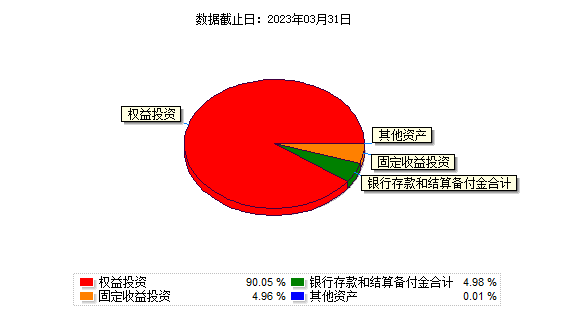 数据截止日：2023年03月31日
权益投资
其他资产
固定收益投资
银行存款和结算备付金合计
权益投资 90.05 % 银行存款和结算备付金合计 4.98 %
固定收益投资 4.96 % 其他资产 0.01 %